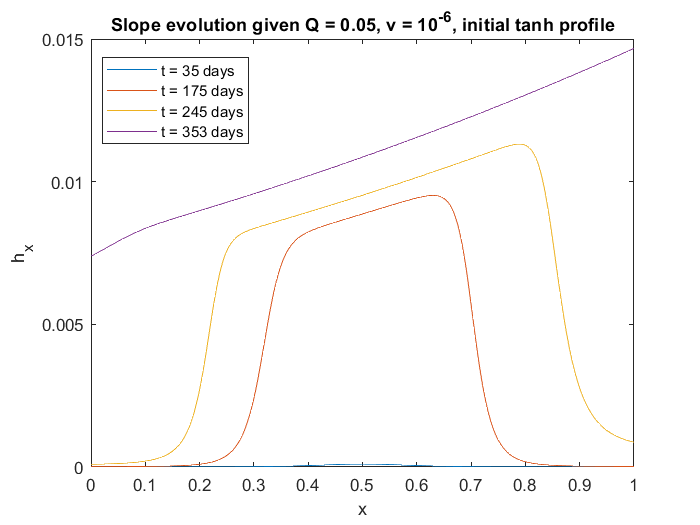 Slope evolution given Q = 0.05, v = 10^-6, initial tanh profile
0.015
t = 35 days
t = 175 days
t = 245 days
t = 353 days
0.01
h_x
0.005
0
0 0.1 0.2 0.3 0.4 0.5 0.6 0.7 0.8 0.9 1
x